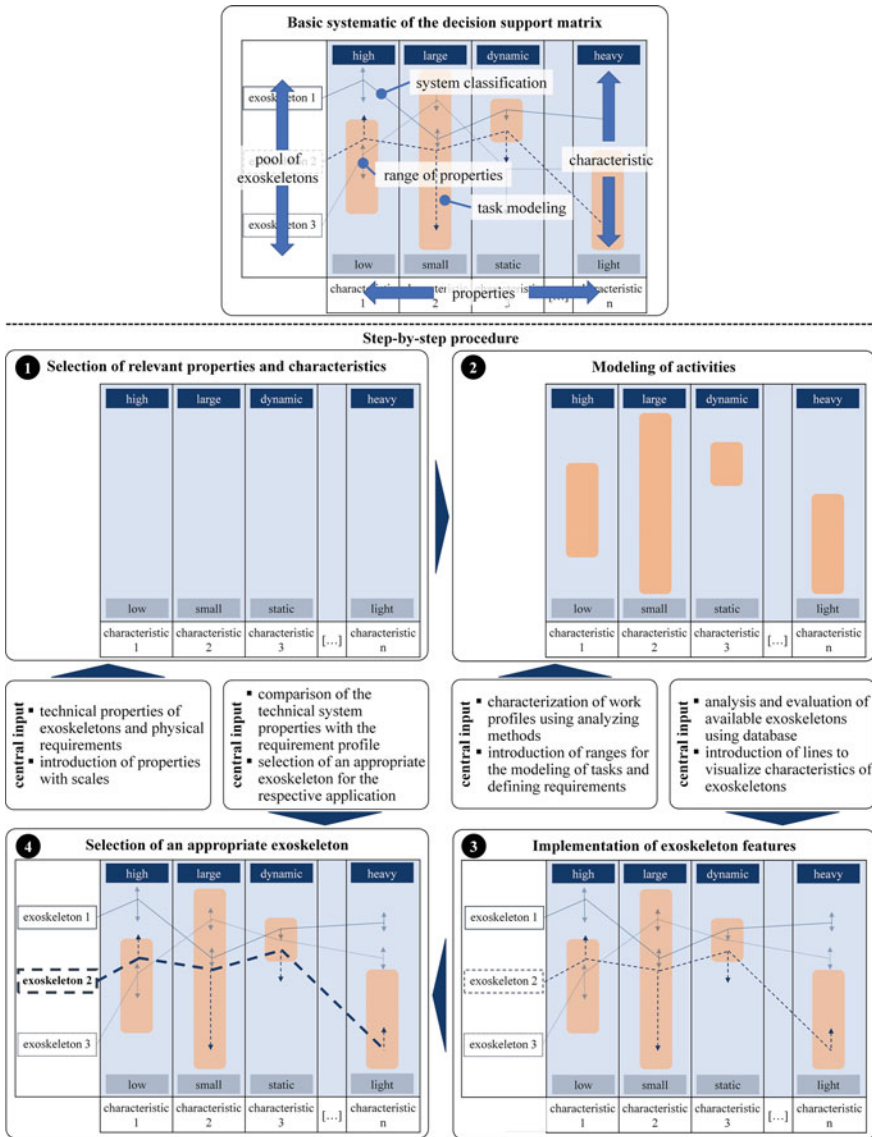 Basic systematic of the decision support matrix
high large dynamic heavy
system classification
exoskeleton 1
pool of
exoskeletons
characteristic
range of properties
task modeling
exoskeleton 3
low small static light
characteristic characteristic characteristic characteristic
1 2 3 [...] n
properties
Step-by-step procedure
1 Selection of relevant properties and characteristics
high large dynamic heavy
low small static light
characteristic characteristic characteristic [...] characteristic
1 2 3 n
2 Modeling of activities
high large dynamic heavy
low small static light
characteristic characteristic characteristic [...] characteristic
1 2 3 n
central input
▪ technical properties of
exoskeletons and physical
requirements
▪ introduction of properties
with scales
central input
▪ comparison of the
technical system
properties with the
requirement profile
▪ selection of an appropriate
exoskeleton for the
respective application
central input
▪ characterization of work
profiles using analyzing
methods
▪ introduction of ranges for
the modeling of tasks and
defining requirements
central input
▪ analysis and evaluation of
available exoskeletons
using database
▪ introduction of lines to
visualize characteristics of
exoskeletons
4 Selection of an appropriate exoskeleton
high large dynamic heavy
exoskeleton 1
exoskeleton 2
exoskeleton 3
low small static light
characteristic characteristic characteristic [...] characteristic
1 2 3 n
3 Implementation of exoskeleton features
high large dynamic heavy
exoskeleton 1
exoskeleton 2
exoskeleton 3
low small static light
characteristic characteristic characteristic [...] characteristic
1 2 3 n